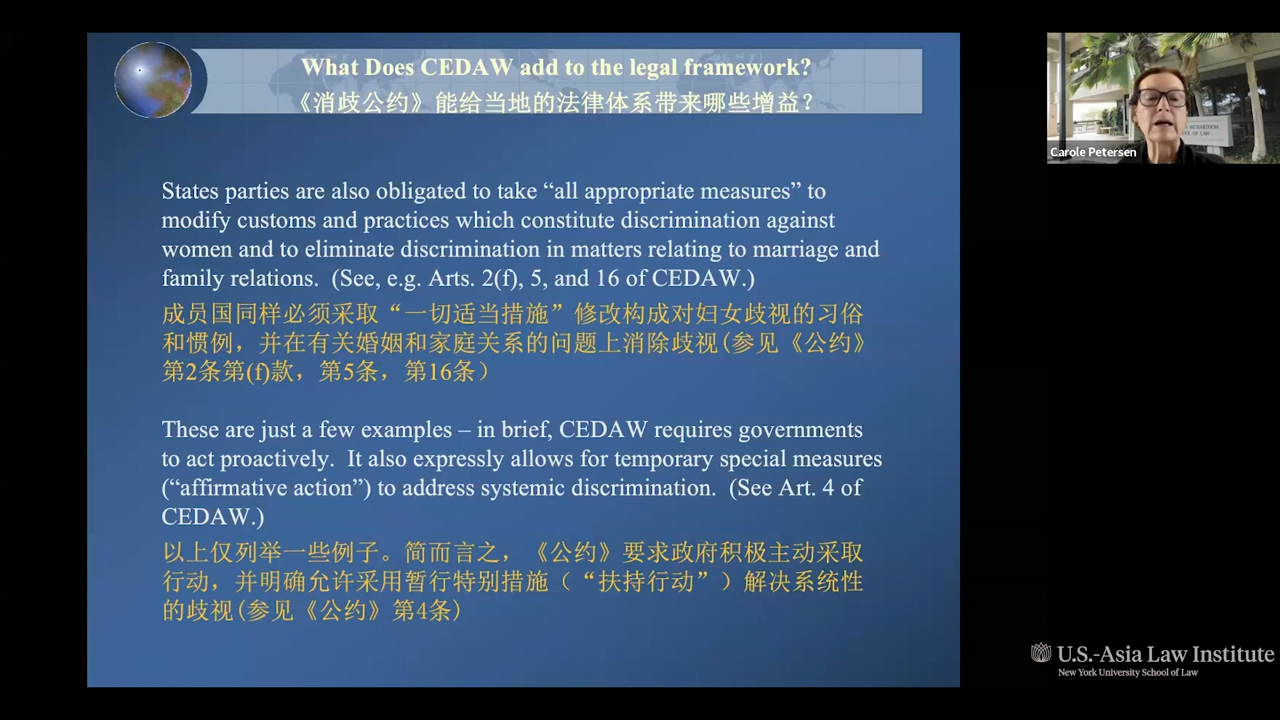 What Does CEDAW add to the legal framework?
《消歧公约》能给当地的法律体系带来哪些增益？
States parties are also obligated to take “all appropriate measures” to
modify customs and practices which constitute discrimination against
women and to eliminate discrimination in matters relating to marriage and
family relations.  (See, e.g. Arts. 2(f), 5, and 16 of CEDAW.)
成员国同样必须采取“一切适当措施”修改构成对妇女歧视的习俗
和惯例，并在有关婚姻和家庭关系的问题上消除歧视(参见《公约》
第2条第(f)款，第5条，第16条）
These are just a few examples – in brief, CEDAW requires governments
to act proactively.  It also expressly allows for temporary special measures
(“affirmative action”) to address systemic discrimination.  (See Art. 4 of
CEDAW.)
以上仅列举一些例子。简而言之，《公约》要求政府积极主动采取
行动，并明确允许采用暂行特别措施（“扶持行动”）解决系统性
的歧视(参见《公约》第4条)
Carole Petersen
U.S.-Asia Law Institute
New York University School of Law